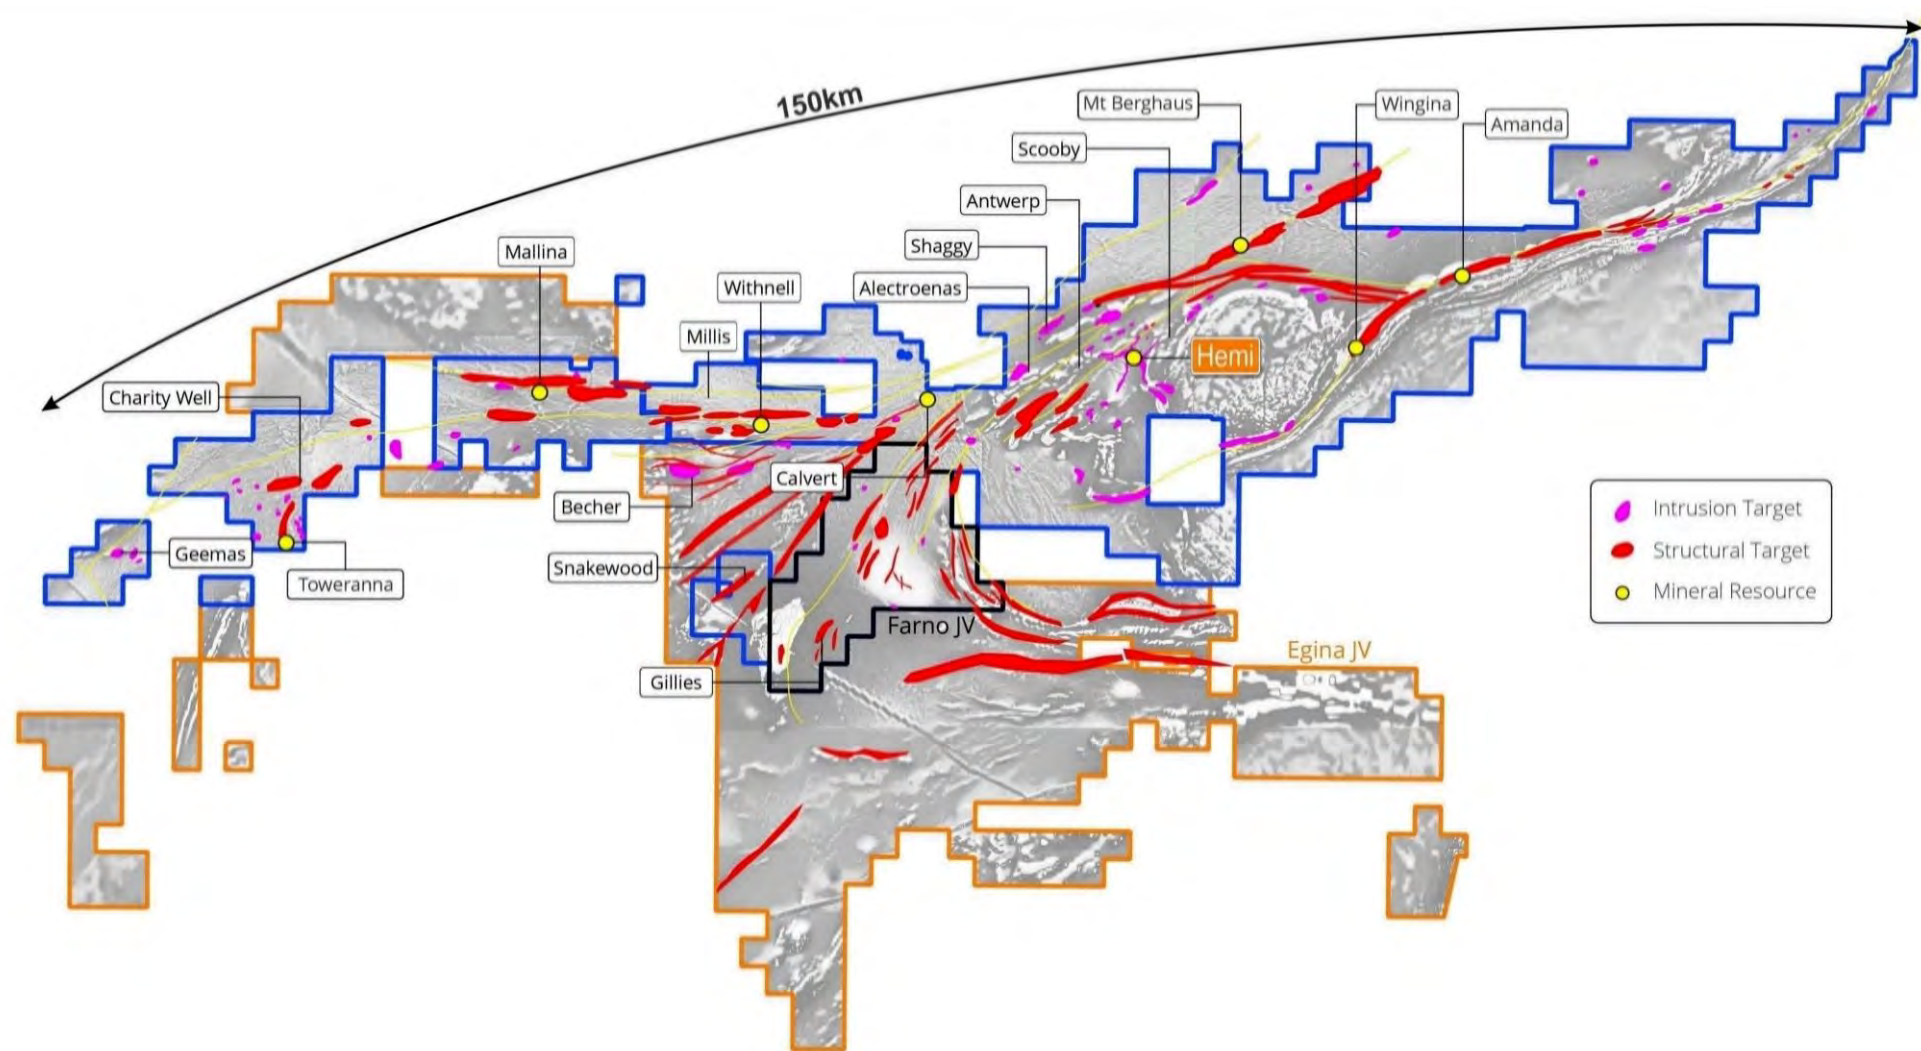 150km
Mt Berghaus
Wingina
Amanda
Scooby
Antwerp
Shaggy
Mallina
Withnell
Alectroenas
Millis
Hemi
Charity Well
Calvert
Becher
Geemas
Toweranna
Snakewood
Farno JV
Egina JV
Gillies
Intrusion Target
Structural Target
Mineral Resource